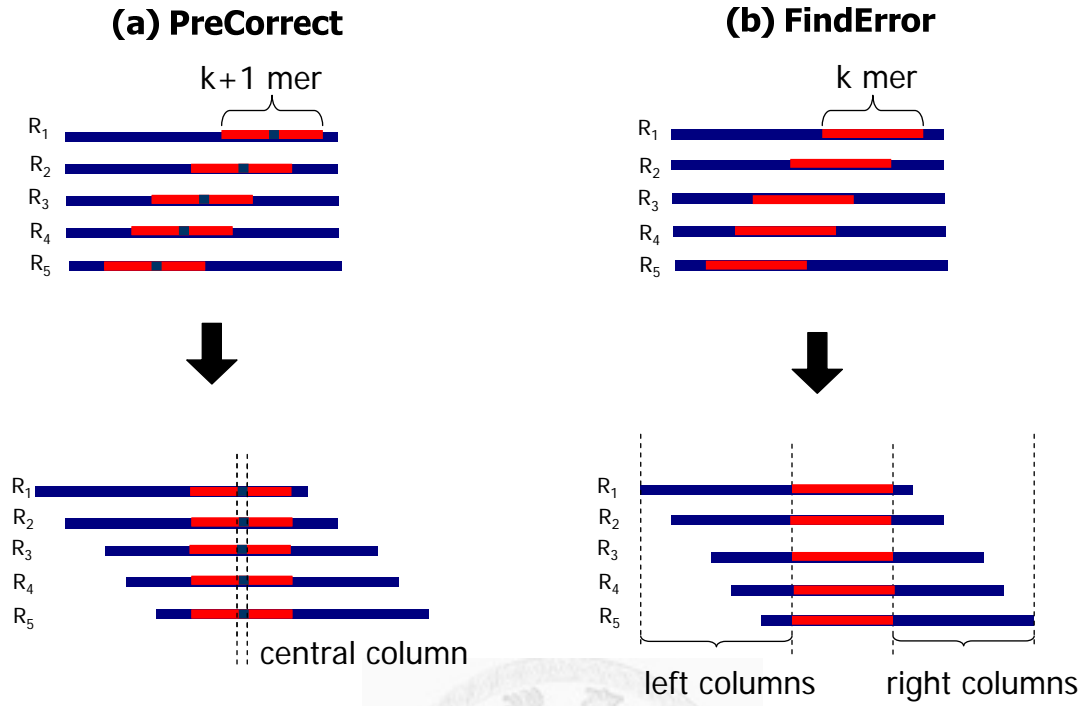 (a) PreCorrect
k+1 mer
R1
R2
R3
R4
R5
R1
R2
R3
R4
R5
central column
(b) FindError
k mer
R1
R2
R3
R4
R5
R1
R2
R3
R4
R5
left columns
right columns